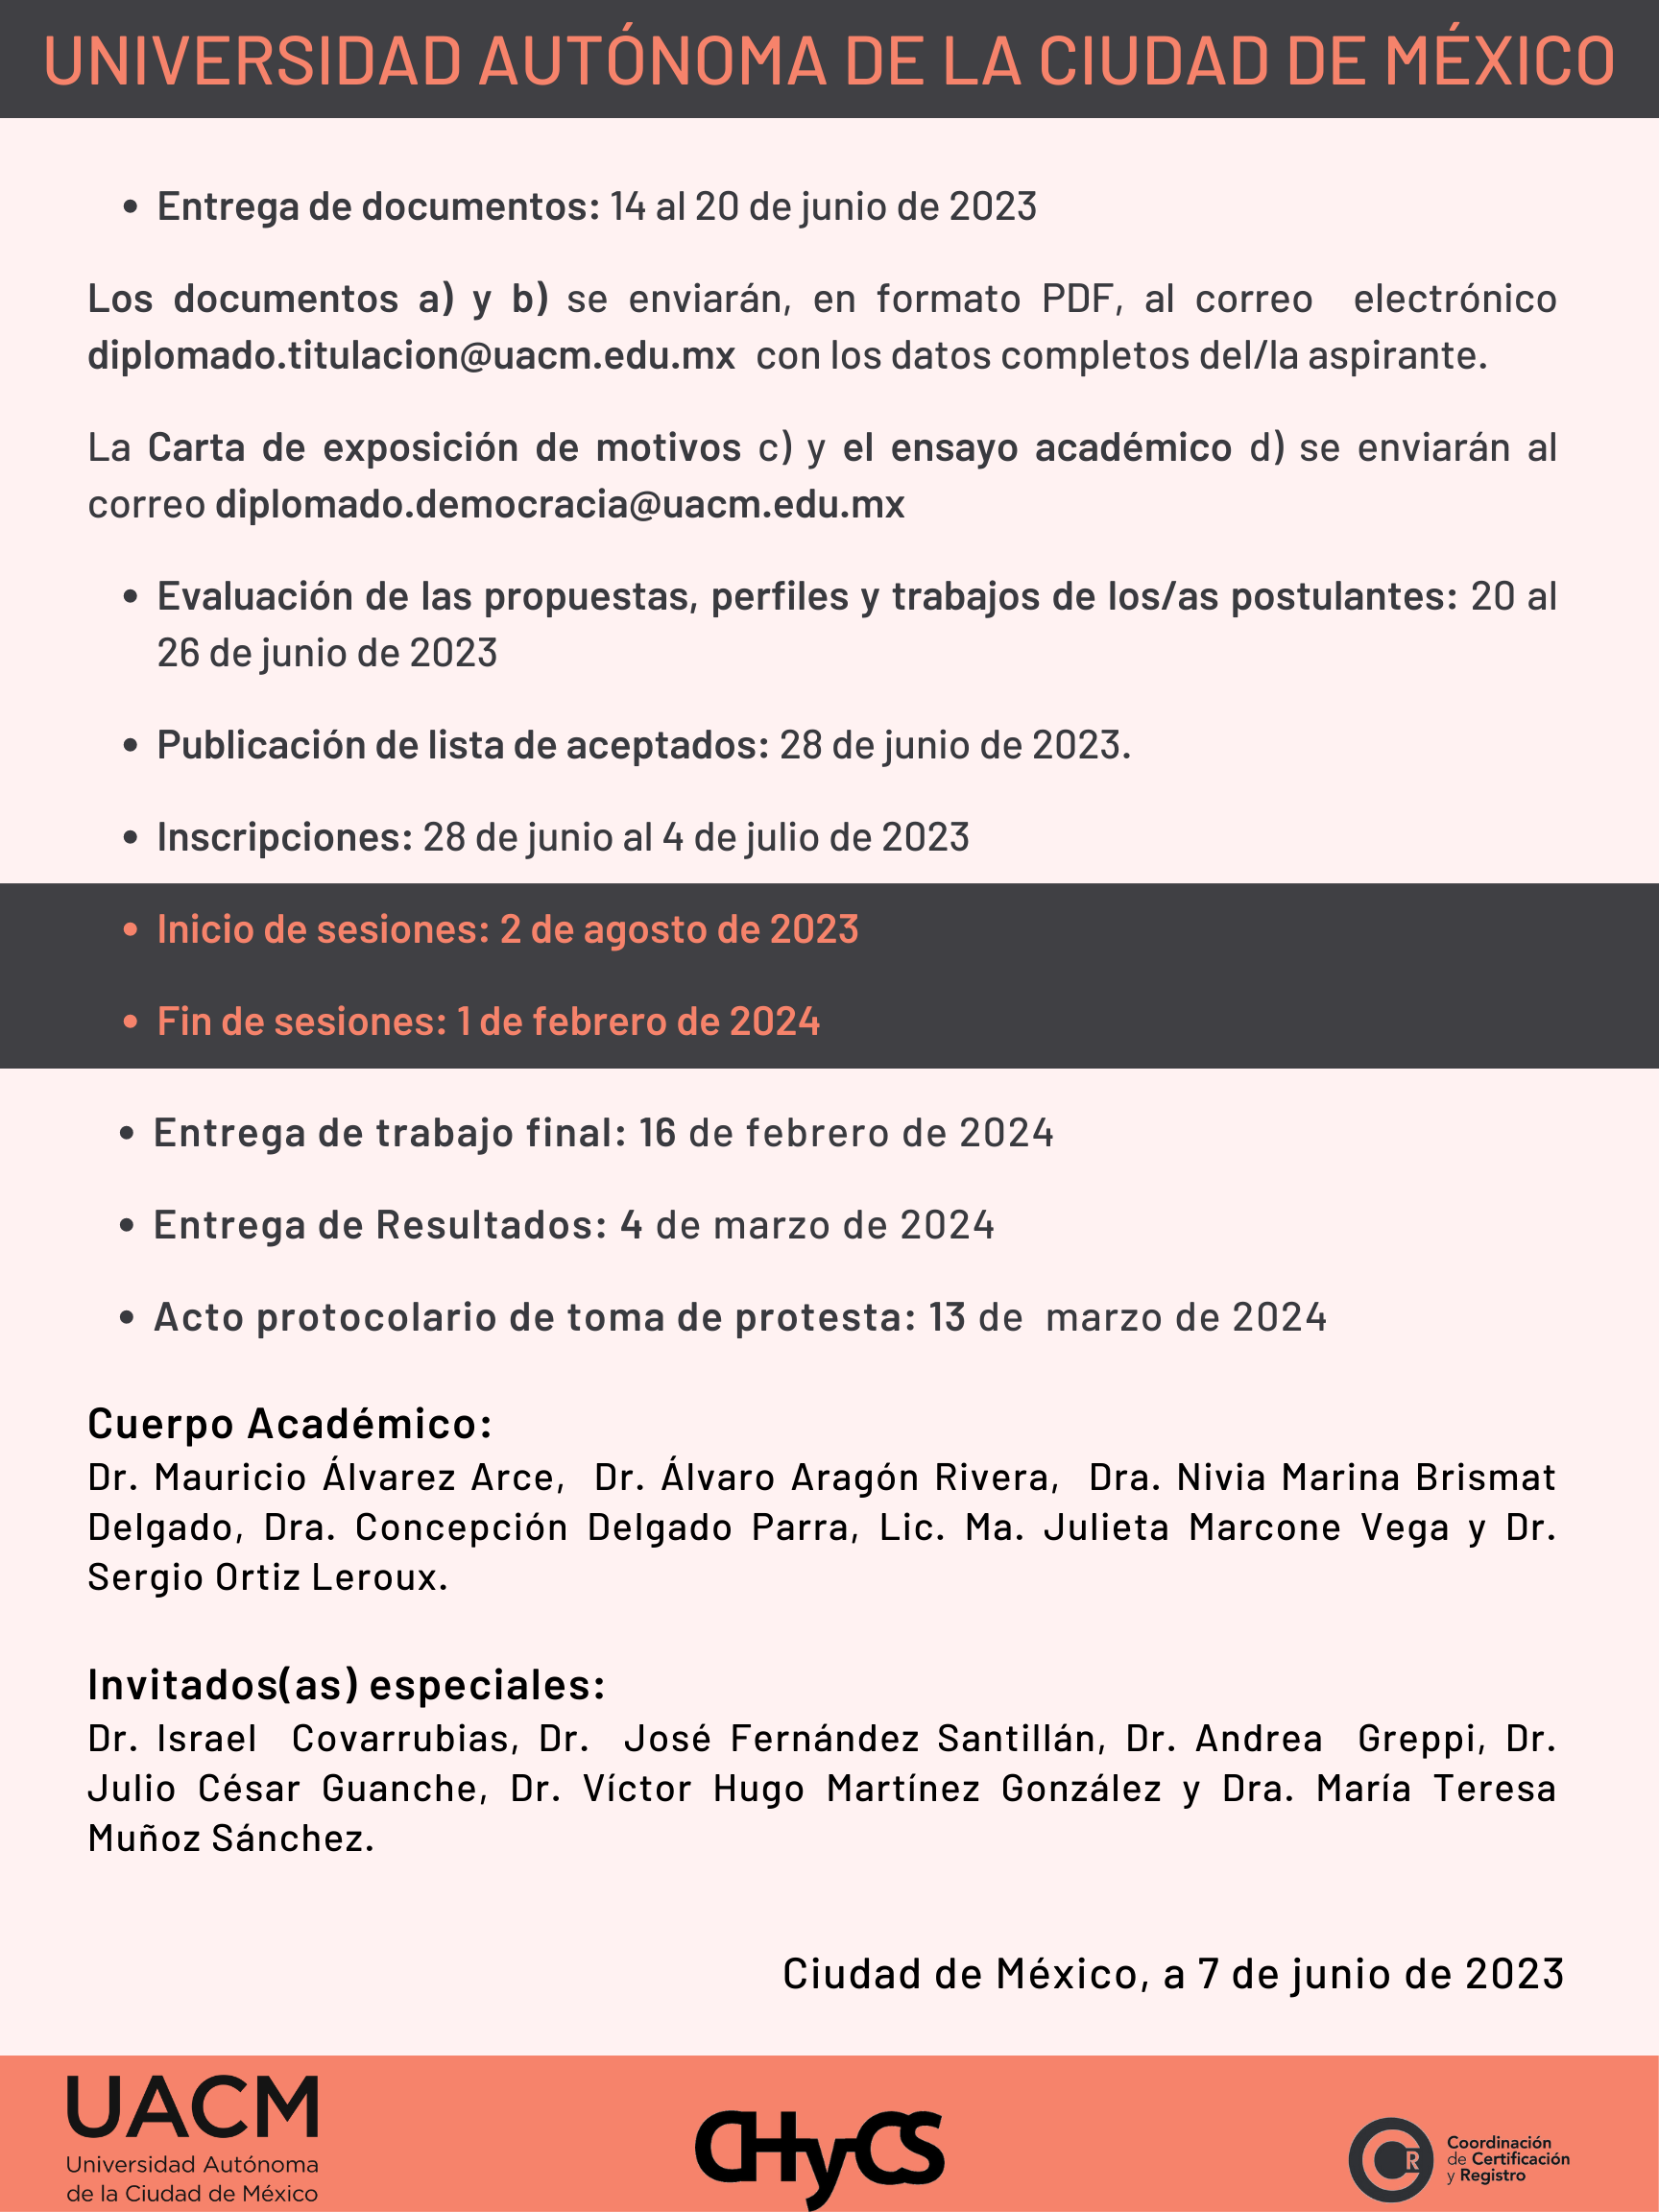 UNIVERSIDAD AUTÓNOMA DE LA CIUDAD DE MÉXICO
• Entrega de documentos: 14 al 20 de junio de 2023
Los documentos a) y b) se enviarán, en formato PDF, al correo electrónico
diplomado.titulacion@uacm.edu.mx con los datos completos del/la aspirante.
La Carta de exposición de motivos c) y el ensayo académico d) se enviarán al
correo diplomado.democracia@uacm.edu.mx
• Evaluación de las propuestas, perfiles y trabajos de los/as postulantes: 20 al
26 de junio de 2023
• Publicación de lista de aceptados: 28 de junio de 2023.
• Inscripciones: 28 de junio al 4 de julio de 2023
• Inicio de sesiones: 2 de agosto de 2023
• Fin de sesiones: 1 de febrero de 2024
• Entrega de trabajo final: 16 de febrero de 2024
• Entrega de Resultados: 4 de marzo de 2024
• Acto protocolario de toma de protesta: 13 de marzo de 2024
Cuerpo Académico:
Dr. Mauricio Álvarez Arce, Dr. Álvaro Aragón Rivera, Dra. Nivia Marina Brismat
Delgado, Dra. Concepción Delgado Parra, Lic. Ma. Julieta Marcone Vega y Dr.
Sergio Ortiz Leroux.
Invitados(as) especiales:
Dr. Israel Covarrubias, Dr. José Fernández Santillán, Dr. Andrea Greppi, Dr.
Julio César Guanche, Dr. Víctor Hugo Martínez González y Dra. María Teresa
Muñoz Sánchez.
Ciudad de México, a 7 de junio de 2023
UACM
Universidad Autónoma
de la Ciudad de México
CHyCS
CR
Coordinación
de Certificación
y Registro